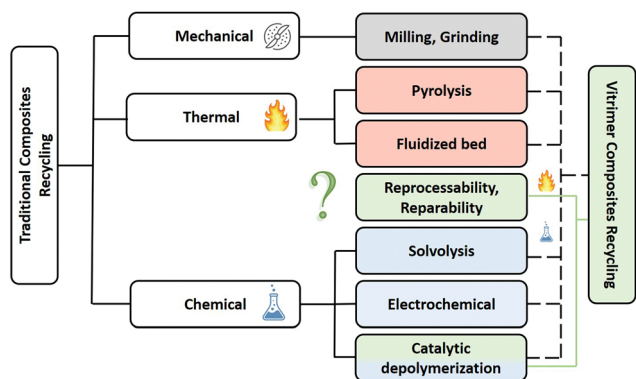 Traditional Composites
Recycling
Mechanical
Thermal
Chemical
Milling, Grinding
Pyrolysis
Fluidized bed
?
Reprocessability,
Reparability
Solvolysis
Electrochemical
Catalytic
depolymerization
Vitrimer Composites Recycling